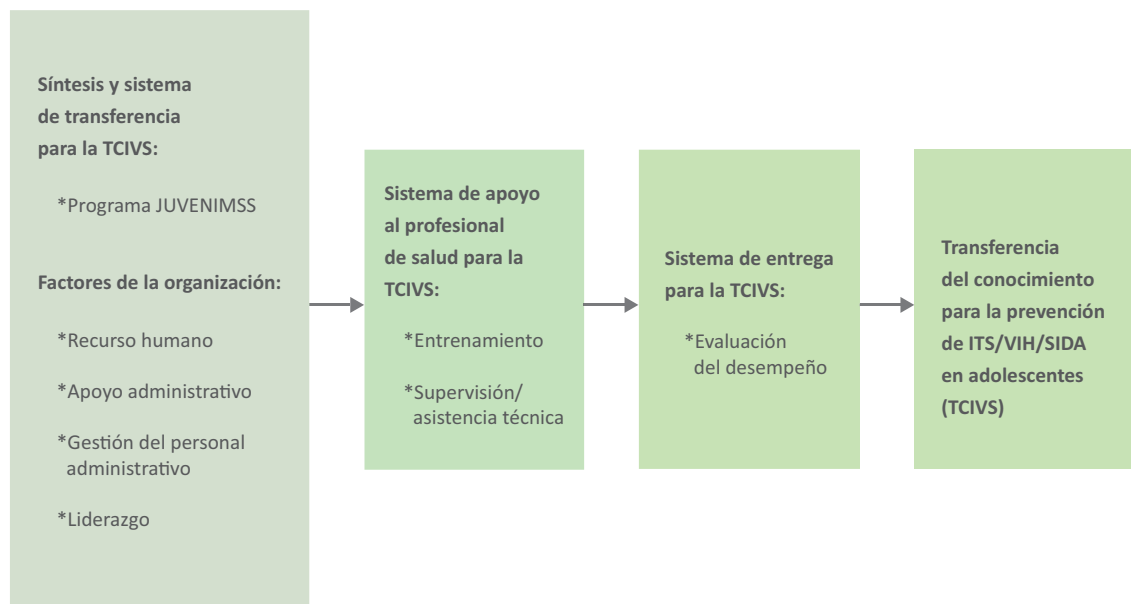 Síntesis y sistema
de transferencia
para la TCIVS:
*Programa JUVENIMSS
Factores de la organización:
*Recurso humano
*Apoyo administrativo
*Gestión del personal
administrativo
*Liderazgo
Sistema de apoyo
al profesional
de salud para la
TCIVS:
*Entrenamiento
*Supervisión/
asistencia técnica
Sistema de entrega
para la TCIVS:
*Evaluación
del desempeño
Transferencia
del conocimiento
para la prevención
de ITS/VIH/SIDA
en adolescentes
(TCIVS)